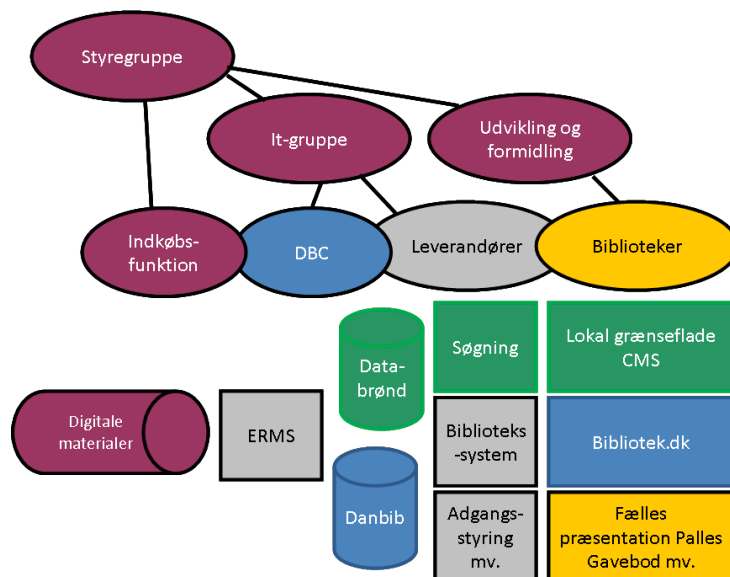 Styregruppe
It-gruppe
Udvikling og
formidling
Indkøbs-
funktion
DBC
Leverandører
Biblioteker
Data-
brønd
Søgning
Lokal grænseflade
CMS
Digitale
materialer
ERMS
Biblioteks
-system
Bibliotek.dk
Danbib
Adgangs-
styring
mv.
Fælles
præsentation Palles
Gavebod mv.